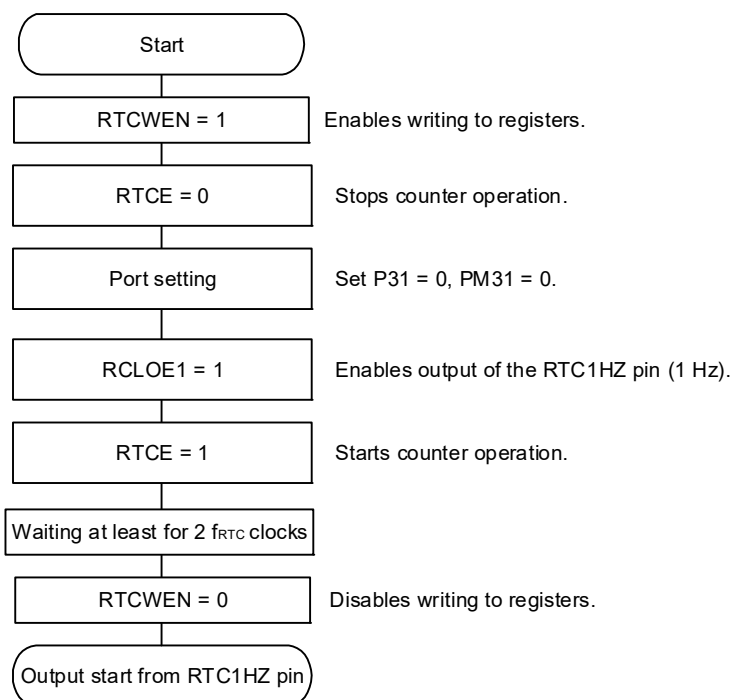 Start
RTCWEN = 1 Enables writing to registers.
RTCE = 0 Stops counter operation.
Port setting Set P31 = 0, PM31 = 0.
RCLOE1 = 1 Enables output of the RTC1HZ pin (1 Hz).
RTCE = 1 Starts counter operation.
Waiting at least for 2 fRTC clocks
RTCWEN = 0 Disables writing to registers.
Output start from RTC1HZ pin